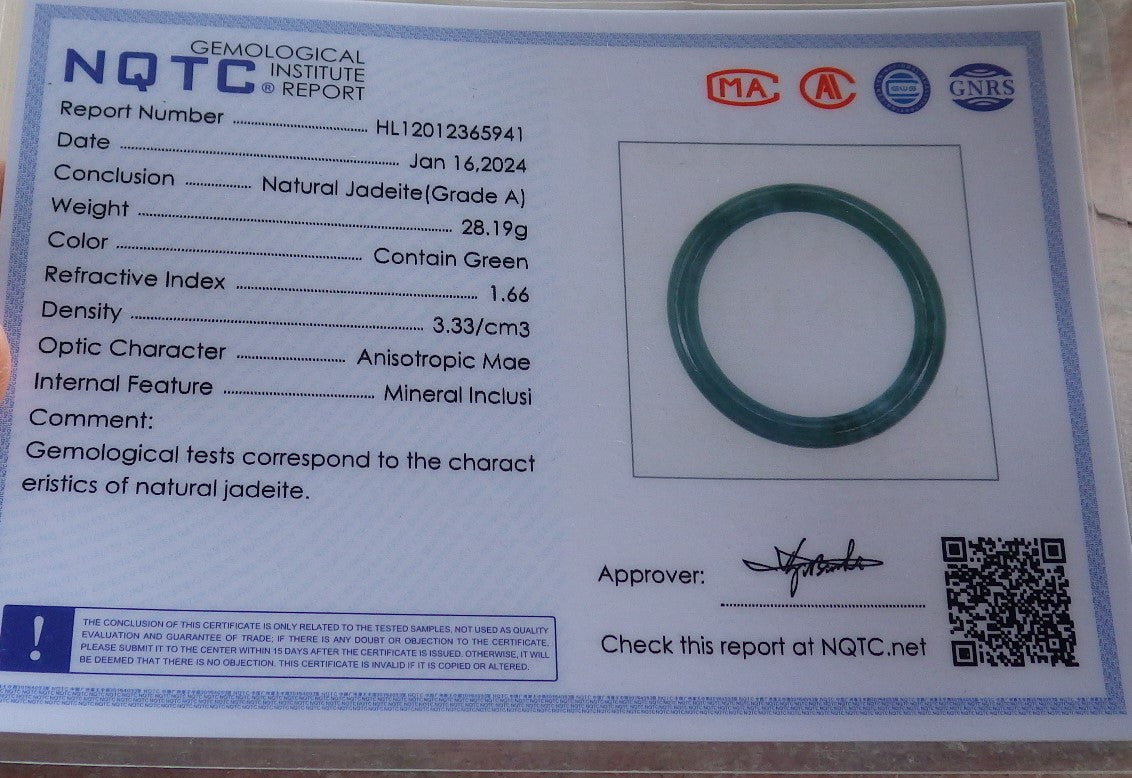 NQTC® GEMOLOGICAL INSTITUTE REPORT
MA
GNRS
Report Number HL12012365941
Date Jan 16,2024
Conclusion Natural Jadeite(Grade A)
Weight 28.19g
Color Contain Green
Refractive Index 1.66
Density 3.33/cm3
Optic Character Anisotropic Mae
Internal Feature Mineral Inclusi
Comment:
Gemological tests correspond to the charact
eristics of natural jadeite.
Approver:
Check this report at NQTC.net
!
THE CONCLUSION OF THIS CERTIFICATE IS ONLY RELATED TO THE TESTED SAMPLES, NOT USED AS QUALITY
EVALUATION AND GUARANTEE OF TRADE; IF THERE IS ANY DOUBT OR OBJECTION TO THE CERTIFICATE,
PLEASE SUBMIT IT TO THE CENTER WITHIN 15 DAYS AFTER THE CERTIFICATE IS ISSUED. OTHERWISE, IT WILL
BE DEEMED THAT THERE IS NO OBJECTION. THIS CERTIFICATE IS INVALID IF IT IS COPIED OR ALTERED.